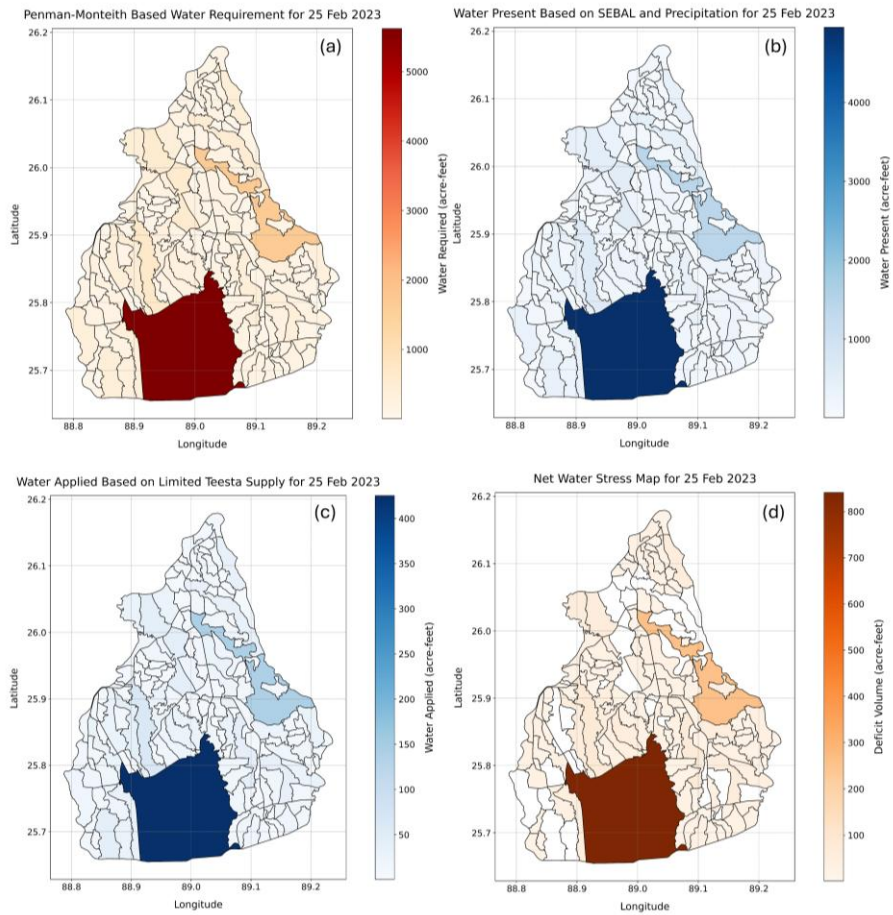 Penman-Monteith Based Water Requirement for 25 Feb 2023
(a)
26.2
26.1
26.0
25.9
25.8
25.7
Latitude
88.8 88.9 89.0 89.1 89.2
Longitude
5000
4000
3000
2000
1000
Water Required (acre-feet)
Water Present Based on SEBAL and Precipitation for 25 Feb 2023
(b)
26.2
26.1
26.0
25.9
25.8
25.7
Latitude
88.8 88.9 89.0 89.1 89.2
Longitude
4000
3000
2000
1000
Water Present (acre-feet)
Water Applied Based on Limited Teesta Supply for 25 Feb 2023
(c)
26.2
26.1
26.0
25.9
25.8
25.7
Latitude
88.8 88.9 89.0 89.1 89.2
Longitude
400
350
300
250
200
150
100
50
Water Applied (acre-feet)
Net Water Stress Map for 25 Feb 2023
(d)
26.2
26.1
26.0
25.9
25.8
25.7
Latitude
88.8 88.9 89.0 89.1 89.2
Longitude
800
700
600
500
400
300
200
100
Deficit Volume (acre-feet)